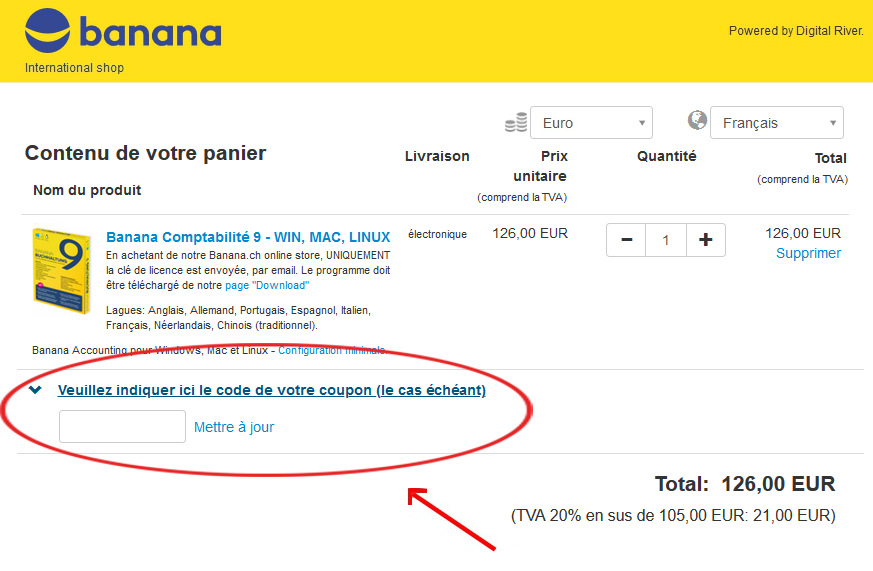 banana
International shop
Powered by Digital River.
Euro
Français
Contenu de votre panier
Livraison
Prix
unitaire
(comprend la TVA)
Quantité
Total
(comprend la TVA)
Nom du produit
Banana Comptabilité 9 - WIN, MAC, LINUX
En achetant de notre Banana.ch online store, UNIQUEMENT
la clé de licence est envoyée, par email. Le programme doit
être téléchargé de notre page "Download"
Lagues: Anglais, Allemand, Portugais, Espagnol, Italien,
Français, Néerlandais, Chinois (traditionnel).
électronique
126,00 EUR
1
126,00 EUR
Supprimer
BUCHHALTUNG
9
Banana Accounting pour Windows, Mac et Linux - Configuration minimale.
Veuillez indiquer ici le code de votre coupon (le cas échéant)
Mettre à jour
Total: 126,00 EUR
(TVA 20% en sus de 105,00 EUR: 21,00 EUR)